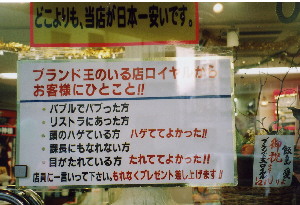 どこよりも、当店が日本一安いです。
ブランド王のいる店ロイヤルから
お客様にひとこと!!
・バブルでパブった方
・リストラにあった方
・頭のハゲている方 ハゲててよかった!!
・課長にもなれない方
・目がたれている方 たれててよかった!!
店員に一言いって下さい。もれなくプレゼント差し上げます!!